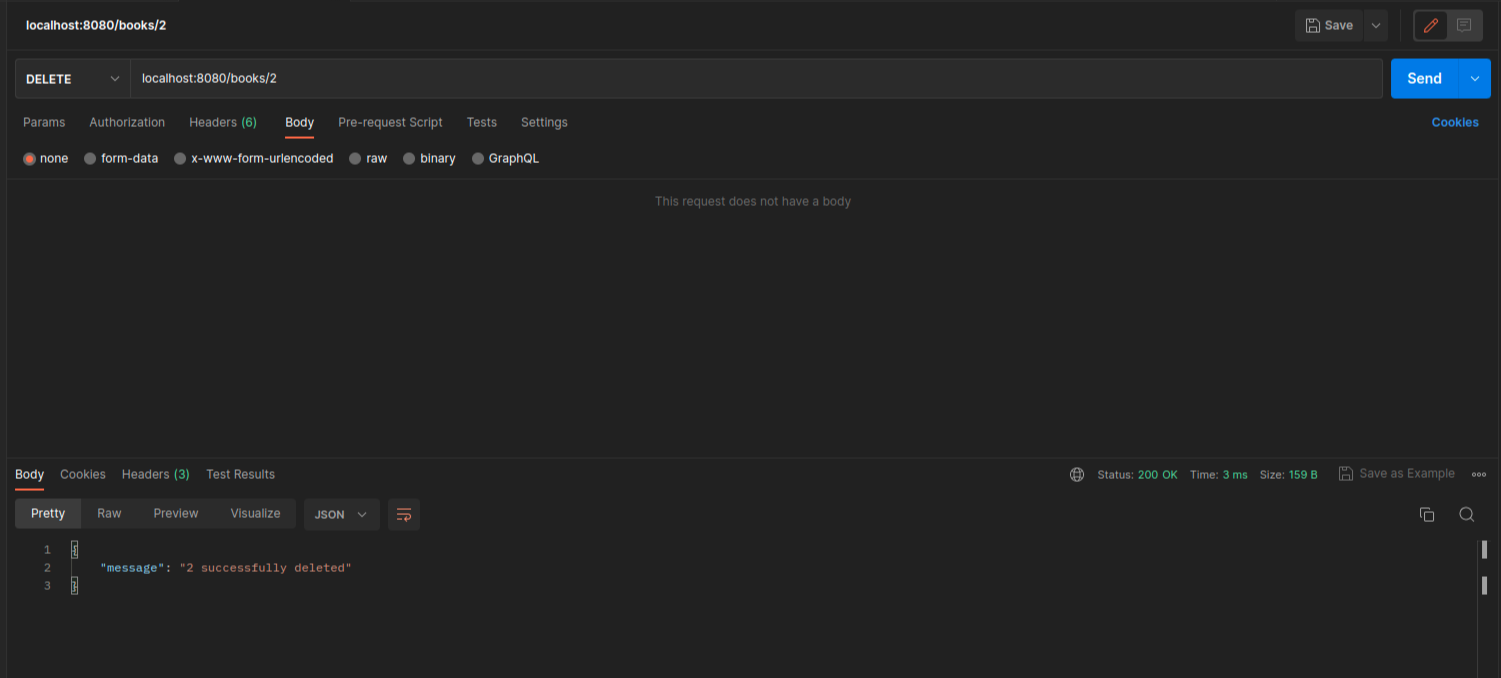 localhost:8080/books/2 Save
DELETE localhost:8080/books/2 Send
Params Authorization Headers (6) Body Pre-request Script Tests Settings Cookies
none form-data x-www-form-urlencoded raw binary GraphQL
This request does not have a body
Body Cookies Headers (3) Test Results Status: 200 OK Time: 3 ms Size: 159 B Save as Example
Pretty Raw Preview Visualize JSON
1 {
2 "message": "2 successfully deleted"
3 }